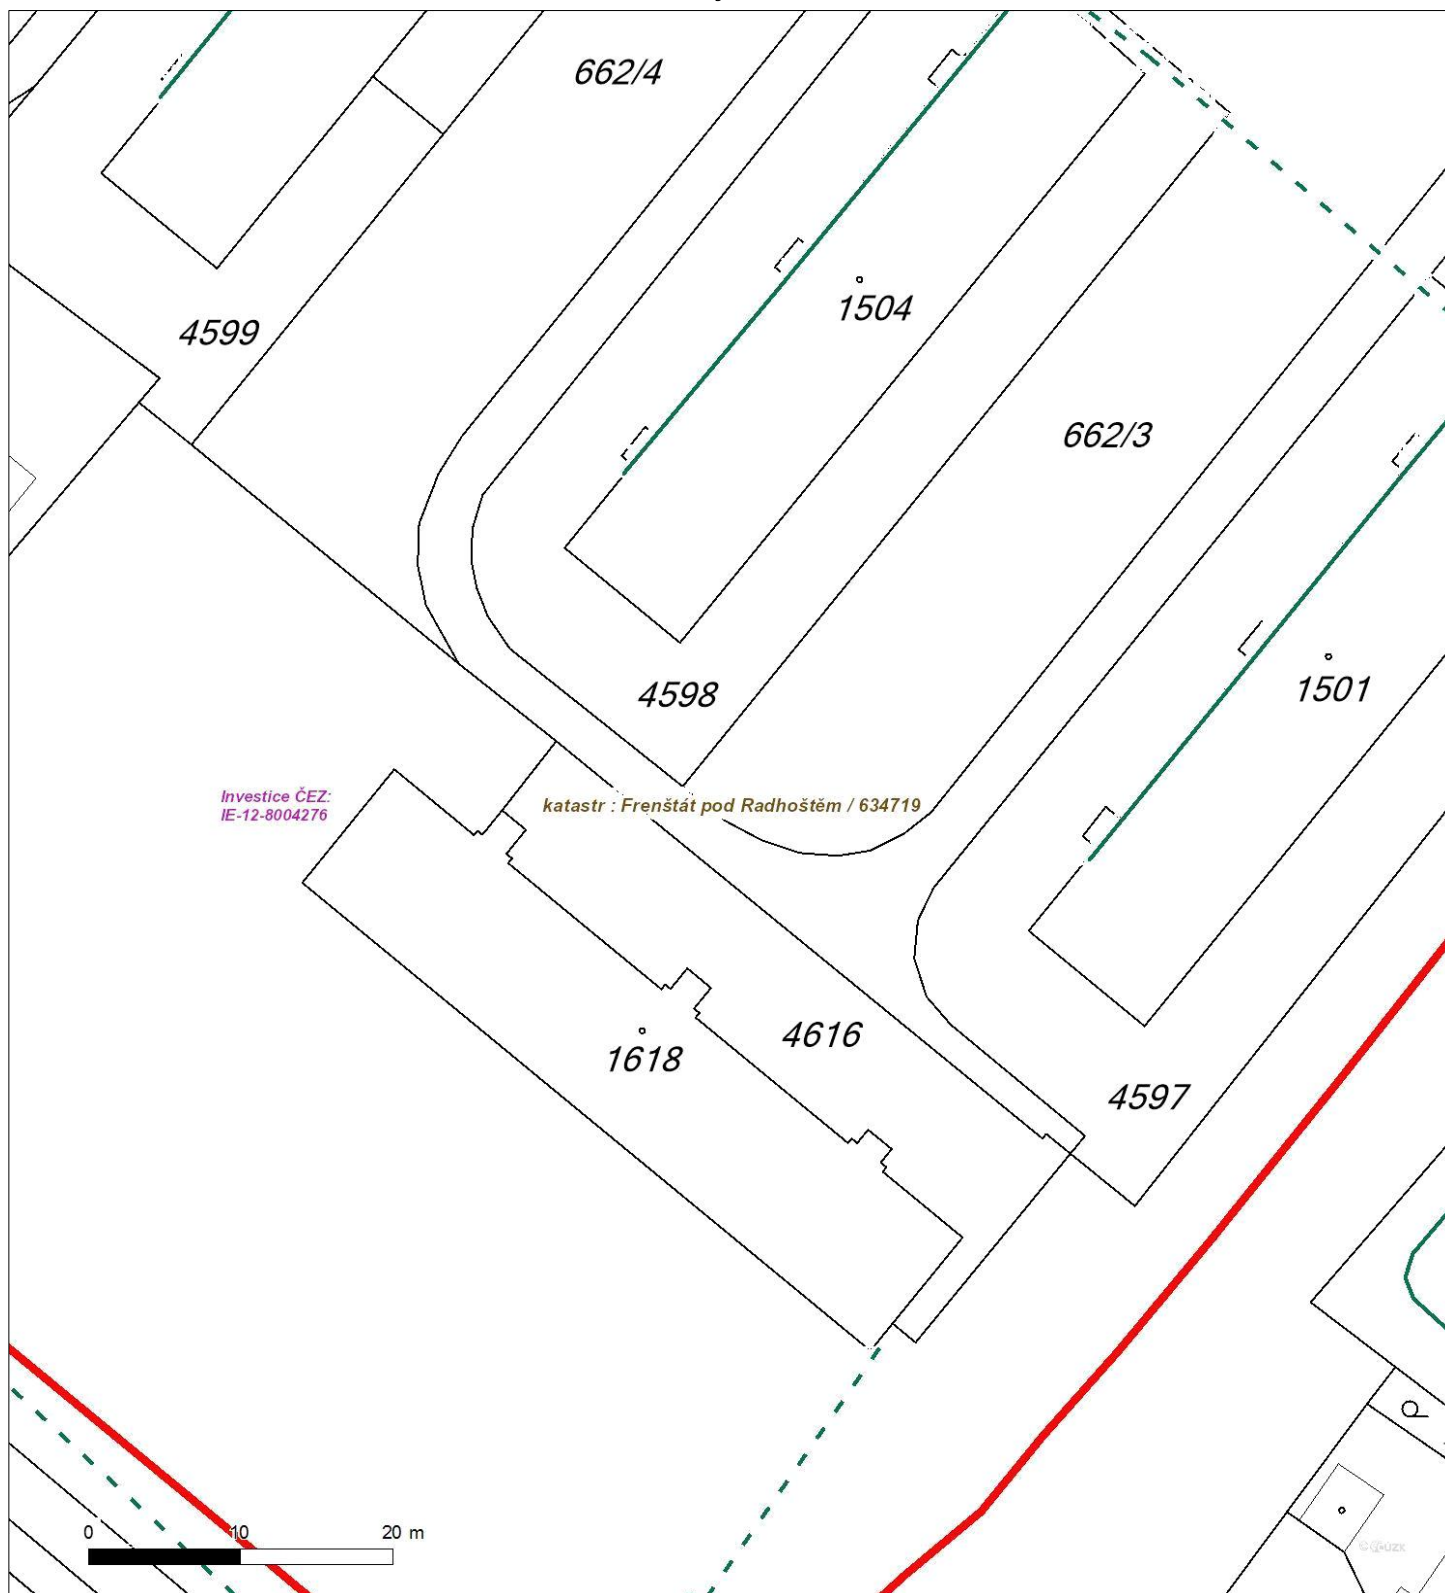 662/4
1504
4599
662/3
4598
1501
Investice ČEZ:
IE-12-8004276
katastr : Frenštát pod Radhoštěm / 634719
4616
1618
4597
0 10 20 m